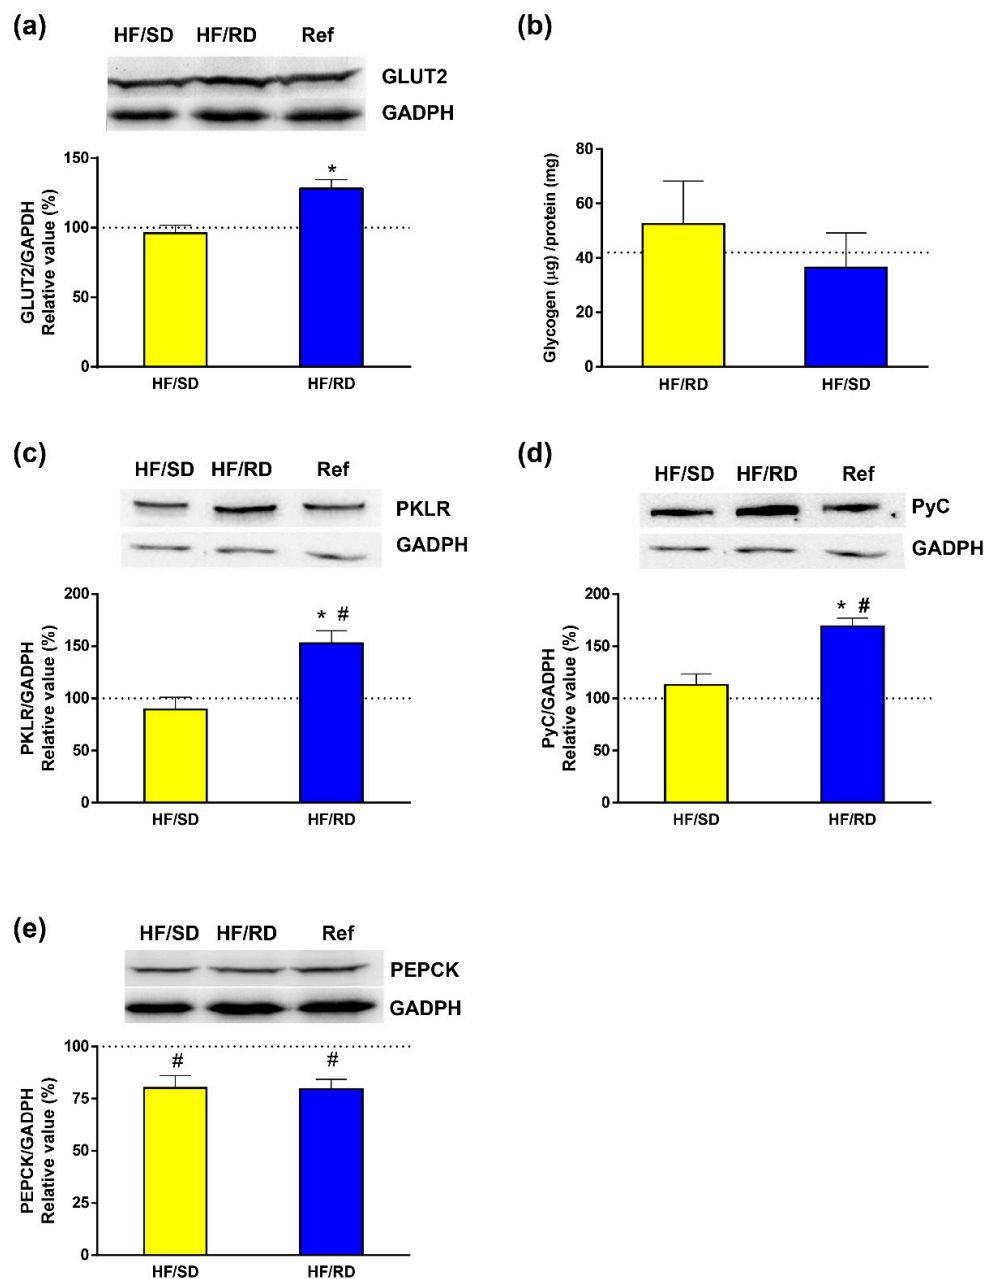 (a)
HF/SD HF/RD Ref
GLUT2
GADPH
GLUT2/GAPDH
Relative value (%)
150
100
50
0
*
HF/SD HF/RD
(b)
Glycogen (μg) /protein (mg)
80
60
40
20
0
HF/RD HF/SD
(c)
HF/SD HF/RD Ref
PKLR
GADPH
PKLR/GADPH
Relative value (%)
200
150
100
50
0
* #
HF/SD HF/RD
(d)
HF/SD HF/RD Ref
PyC
GADPH
PyC/GADPH
Relative value (%)
200
150
100
50
0
* #
HF/SD HF/RD
(e)
HF/SD HF/RD Ref
PEPCK
GADPH
PEPCK/GADPH
Relative value (%)
100
75
50
25
0
# #
HF/SD HF/RD